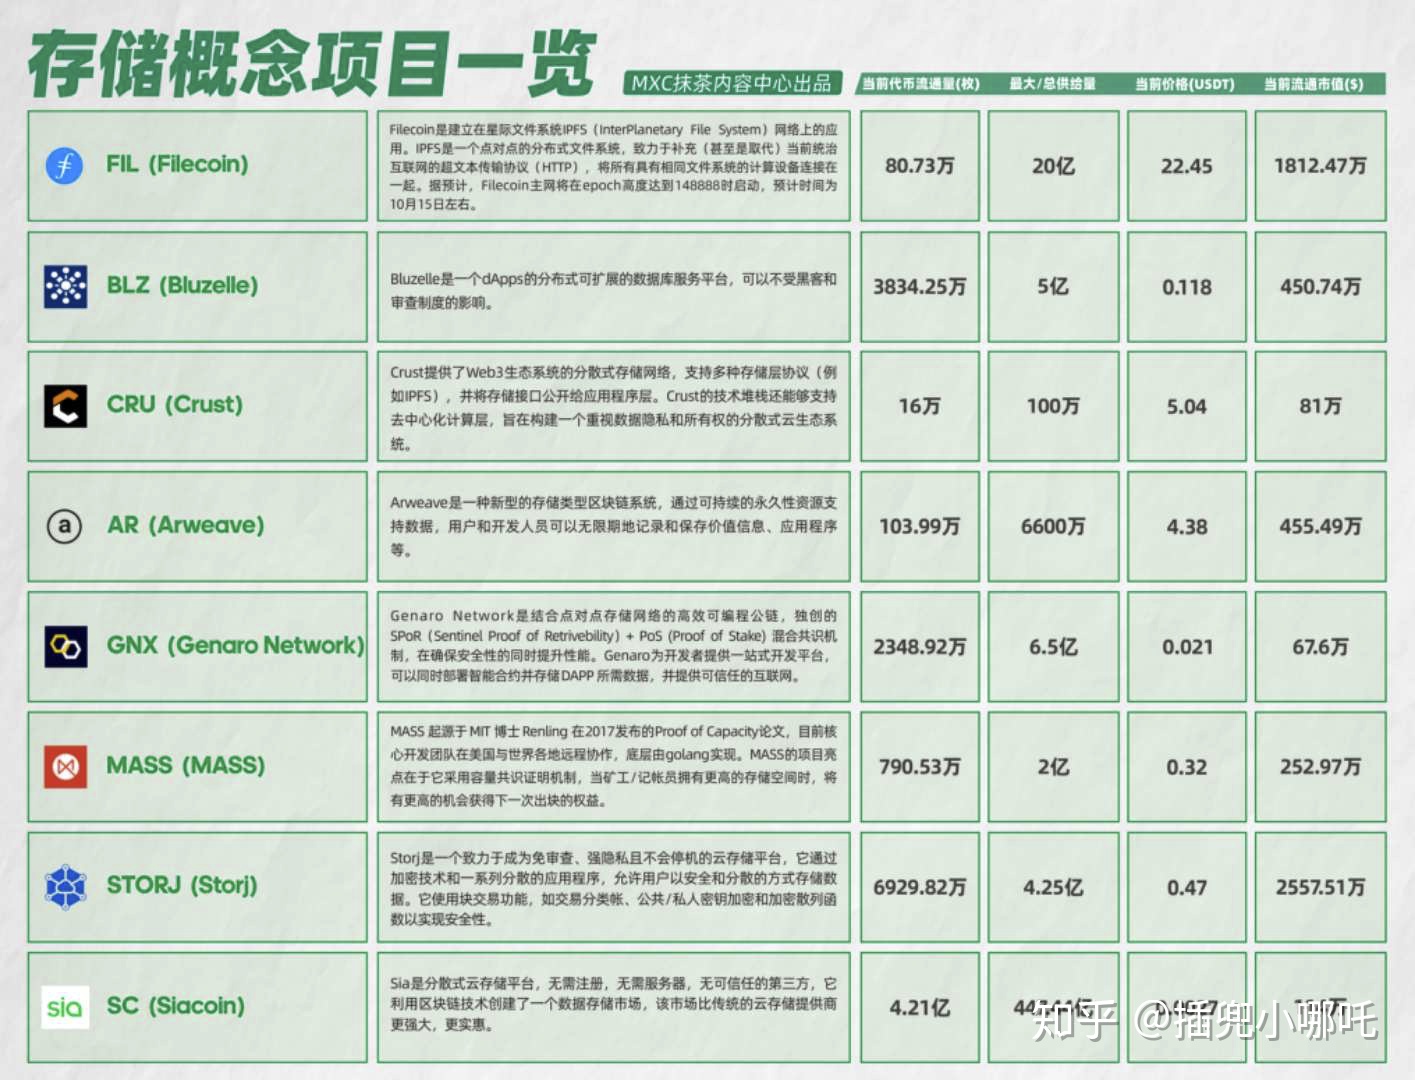 存储概念项目一览
MXC抹茶内容中心出品
当前代币流通量(枚) 最大/总供给量 当前价格(USDT) 当前流通市值($)
FIL (Filecoin)
Filecoin是建立在星际文件系统IPFS（InterPlanetary File System）网络上的应
用。IPFS是一个点对点的分布式文件系统，致力于补充（甚至是取代）当前统治
互联网的超文本传输协议（HTTP），将所有具有相同文件系统的计算设备连接在
一起。据预计，Filecoin主网将在epoch高度达到148888时启动，预计时间为
10月15日左右。
80.73万 20亿 22.45 1812.47万
BLZ (Bluzelle)
Bluzelle是一个dApps的分布式可扩展的数据库服务平台，可以不受黑客和
审查制度的影响。
3834.25万 5亿 0.118 450.74万
CRU (Crust)
Crust提供了Web3生态系统的分散式存储网络，支持多种存储层协议（例
如IPFS），并将存储接口公开给应用程序层。Crust的技术堆栈还能够支持
去中心化计算层，旨在构建一个重视数据隐私和所有权的分散式云生态系
统。
16万 100万 5.04 81万
a
AR (Arweave)
Arweave是一种新型的存储类型区块链系统，通过可持续的永久性资源支
持数据，用户和开发人员可以无限期地记录和保存价值信息、应用程序
等。
103.99万 6600万 4.38 455.49万
GNX (Genaro Network)
Genaro Network是结合点对点存储网络的高效可编程公链，独创的
SPoR（Sentinel Proof of Retrivebility）+ PoS (Proof of Stake) 混合共识机
制，在确保安全性的同时提升性能。Genaro为开发者提供一站式开发平台，
可以同时部署智能合约并存储DAPP 所需数据，并提供可信任的互联网。
2348.92万 6.5亿 0.021 67.6万
MASS (MASS)
MASS 起源于 MIT 博士 Renling 在2017发布的Proof of Capacity论文，目前核
心开发团队在美国与世界各地远程协作，底层由golang实现。MASS的项目亮
点在于它采用容量共识证明机制，当矿工/记帐员拥有更高的存储空间时，将
有更高的机会获得下一次出块的权益。
790.53万 2亿 0.32 252.97万
STORJ (Storj)
Storj是一个致力于成为免审查、强隐私且不会停机的云存储平台，它通过
加密技术和一系列分散的应用程序，允许用户以安全和分散的方式存储数
据。它使用块交易功能，如交易分类帐、公共/私人密钥加密和加密散列函
数以实现安全性。
6929.82万 4.25亿 0.47 2557.51万
sia
SC (Siacoin)
Sia是分散式云存储平台，无需注册，无需服务器，无可信任的第三方，它
利用区块链技术创建了一个数据存储市场，该市场比传统的云存储提供商
更强大，更实惠。
4.21亿
知乎 @插兜小哪吒